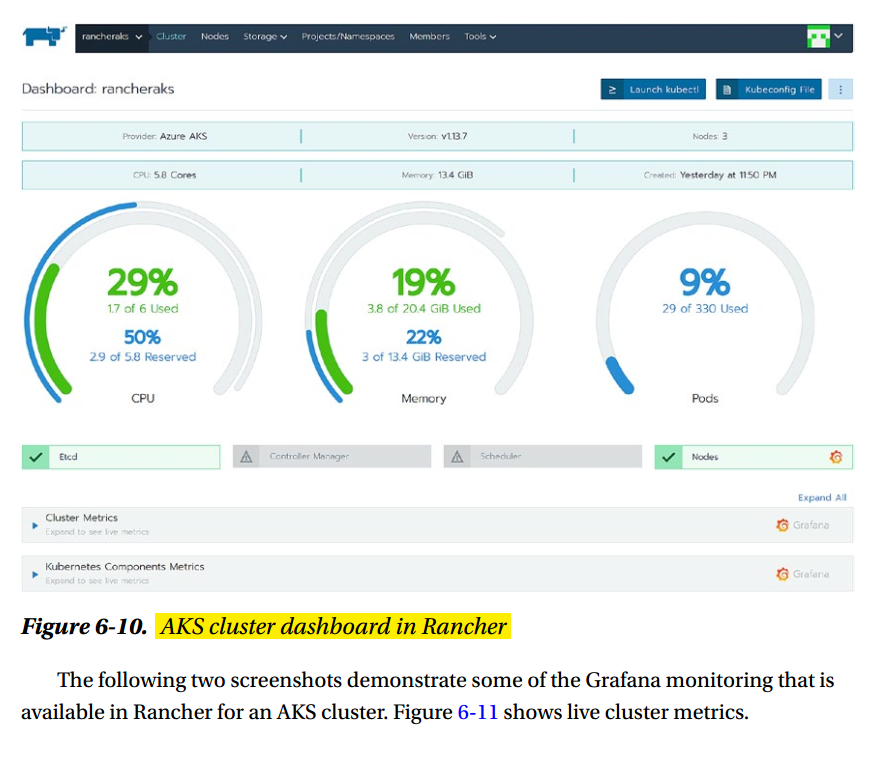 rancheraks Cluster Nodes Storage Projects/Namespaces Members Tools
Dashboard: rancheraks
Launch kubectl Kubeconfig File
Provider: Azure AKS Version: v1.13.7 Nodes: 3
CPU: 5.8 Cores Memory: 13.4 GiB Created: Yesterday at 11:50 PM
29% 19% 9%
1.7 of 6 Used 3.8 of 20.4 GiB Used 29 of 330 Used
50% 22%
2.9 of 5.8 Reserved 3 of 13.4 GiB Reserved
CPU Memory Pods
Etcd Controller Manager Scheduler Nodes
Expand All
Cluster Metrics
Expand to see live metrics Grafana
Kubernetes Components Metrics
Expand to see live metrics Grafana
Figure 6-10. AKS cluster dashboard in Rancher
The following two screenshots demonstrate some of the Grafana monitoring that is
available in Rancher for an AKS cluster. Figure 6-11 shows live cluster metrics.